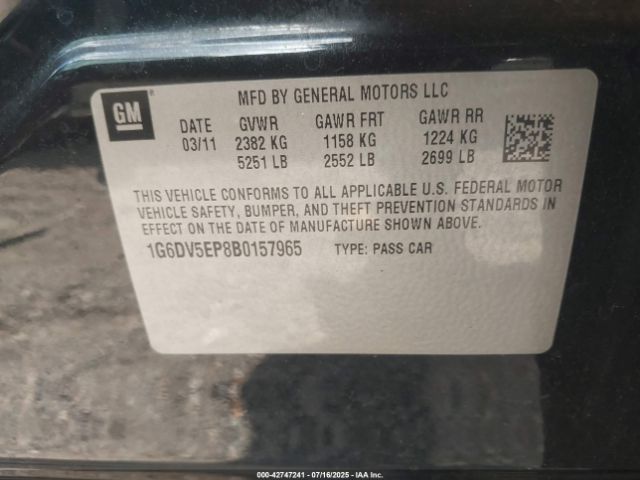 GM
MFD BY GENERAL MOTORS LLC
DATE GVWR GAWR FRT GAWR RR
03/11 2382 KG 1158 KG 1224 KG
5251 LB 2552 LB 2699 LB
THIS VEHICLE CONFORMS TO ALL APPLICABLE U.S. FEDERAL MOTOR
VEHICLE SAFETY, BUMPER, AND THEFT PREVENTION STANDARDS IN
EFFECT ON THE DATE OF MANUFACTURE SHOWN ABOVE.
1G6DV5EP8B0157965 TYPE: PASS CAR
000-42747241 - 07/16/2025 - IAA Inc.